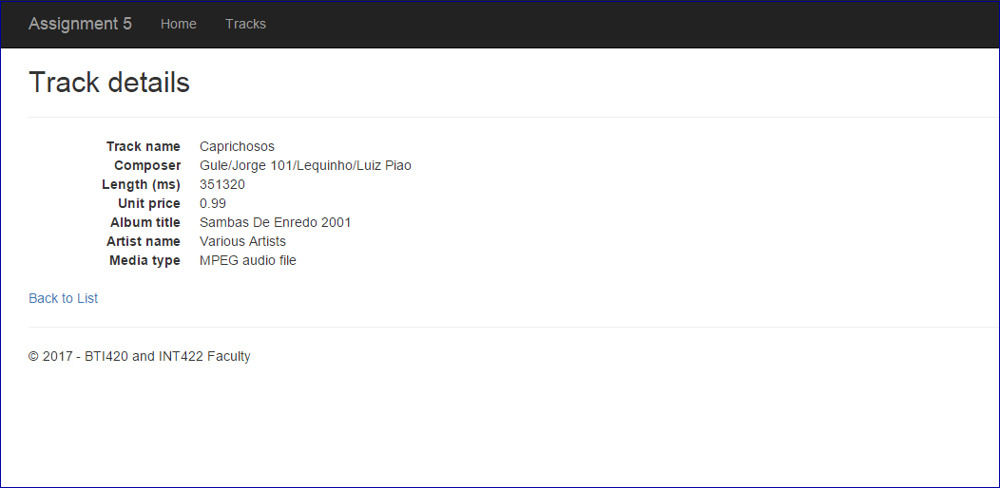 Assignment 5 Home Tracks
Track details
Track name Caprichosos
Composer Gule/Jorge 101/Lequinho/Luiz Piao
Length (ms) 351320
Unit price 0.99
Album title Sambas De Enredo 2001
Artist name Various Artists
Media type MPEG audio file
Back to List
© 2017 - BTI420 and INT422 Faculty